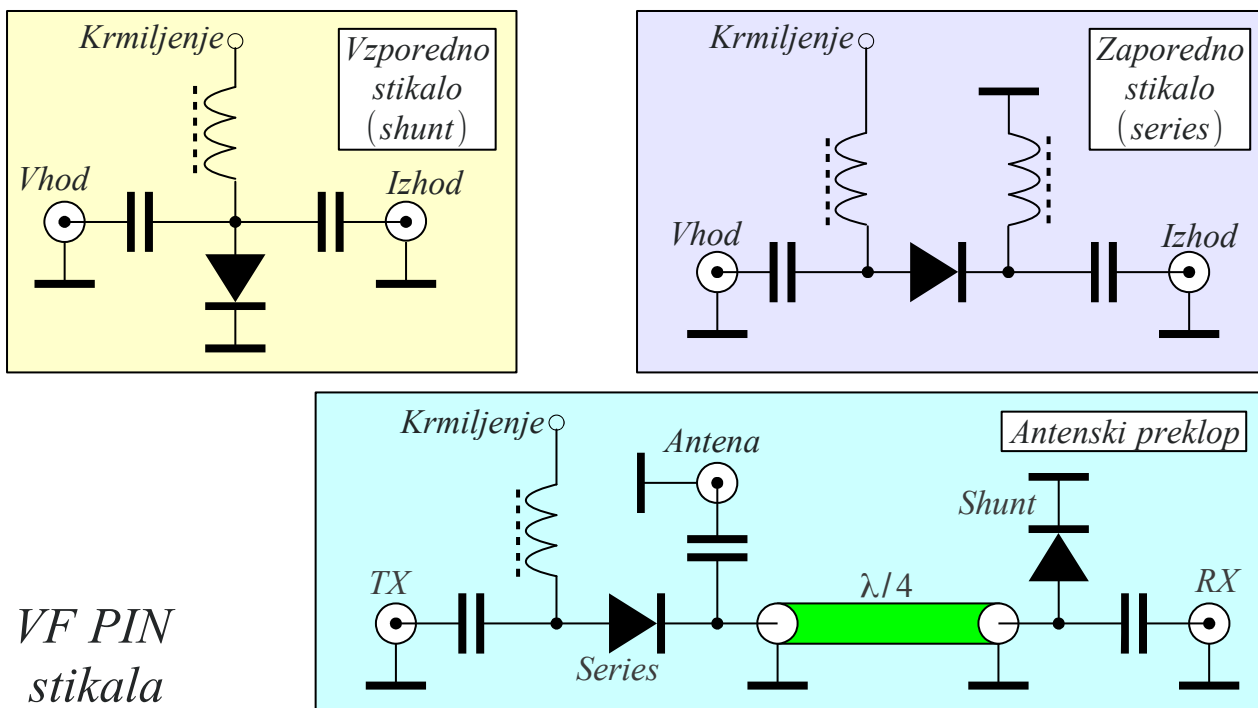 Krmiljenje
Vzporedno
stikalo
(shunt)
Vhod
Izhod
Krmiljenje
Zaporedno
stikalo
(series)
Vhod
Izhod
Krmiljenje
Antena
Antenski preklop
Shunt
TX
λ/4
RX
Series
VF PIN
stikala